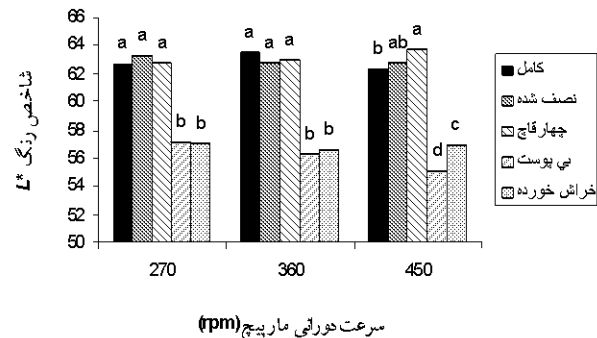 شاخص رنگ L*
66
64
62
60
58
56
54
52
50
a a a b b
a a a b b
b ab a d c
270 360 450
سرعت دورانی مارپیچ (rpm)
کامل
نصف شده
چهارقاچ
بي پوست
خراش خورده